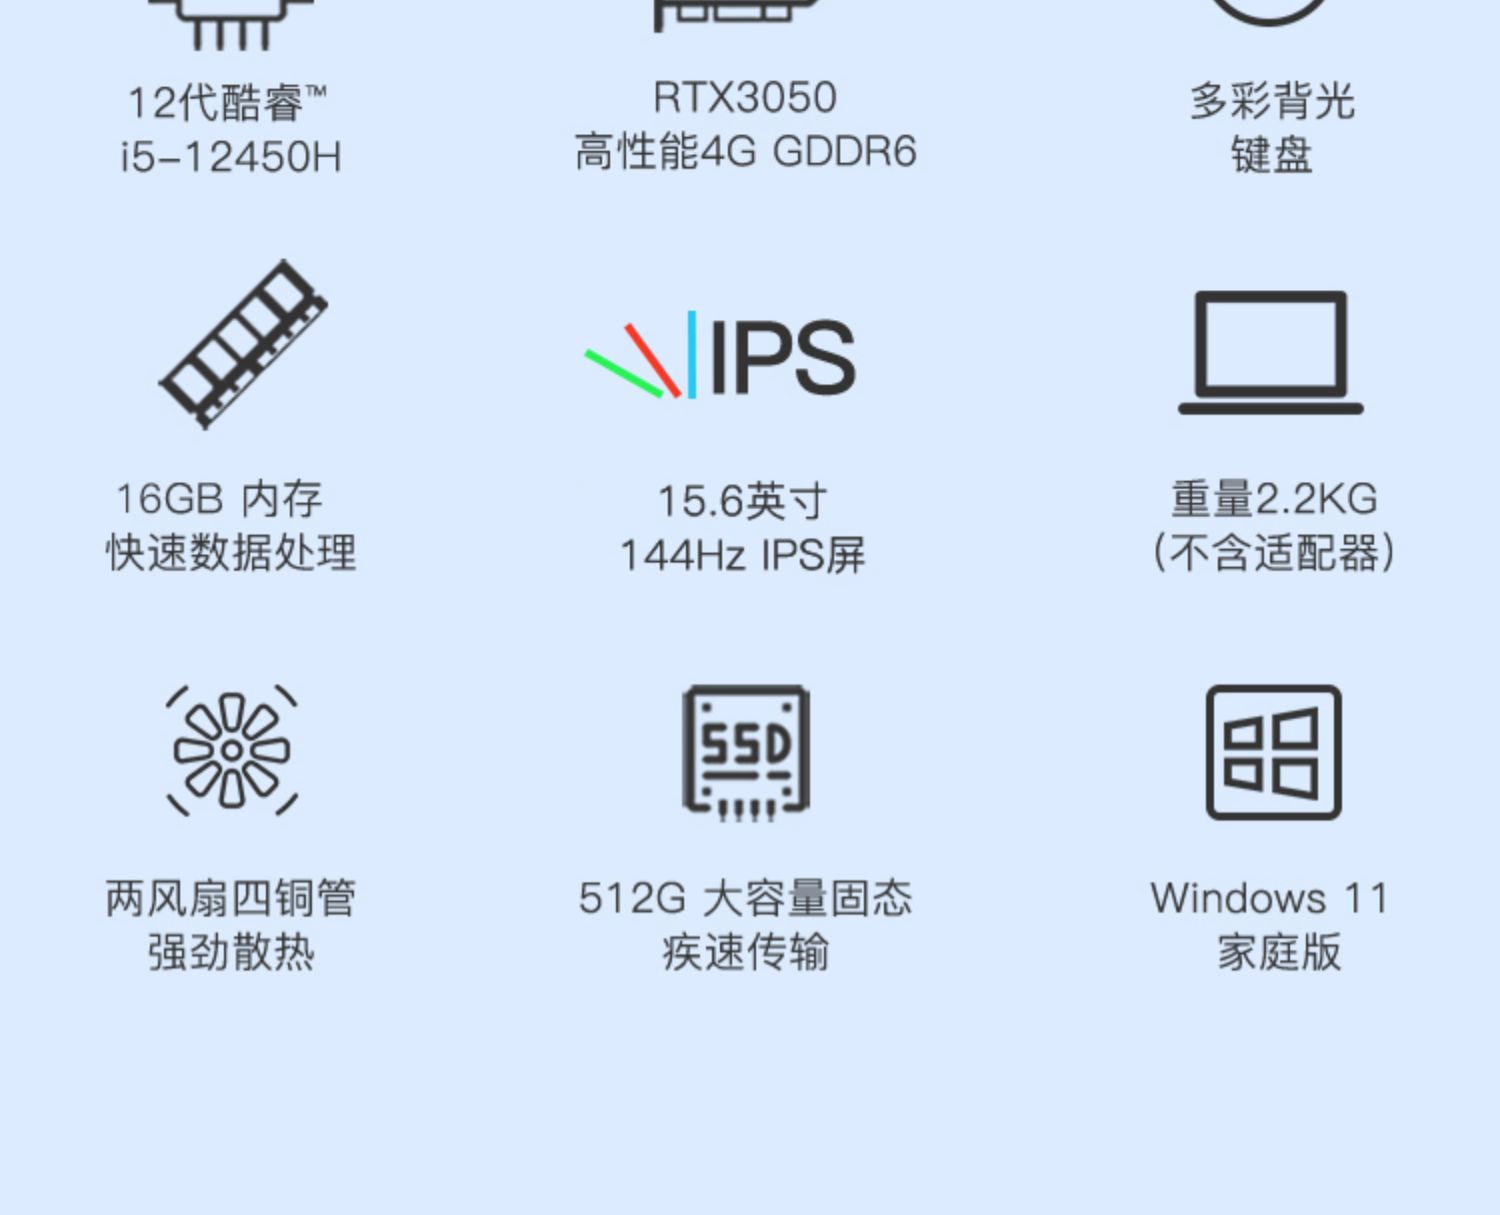 12代酷睿™
i5-12450H
RTX3050
高性能4G GDDR6
多彩背光
键盘
16GB 内存
快速数据处理
IPS
15.6英寸
144Hz IPS屏
重量2.2KG
(不含适配器)
两风扇四铜管
强劲散热
SSD
512G 大容量固态
疾速传输
Windows 11
家庭版